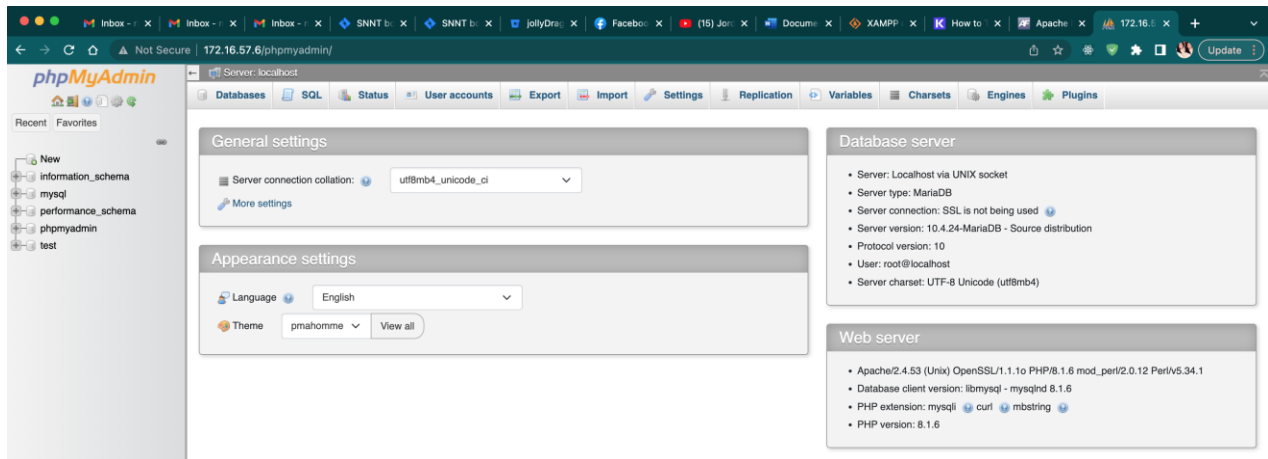 Inbox - r
Inbox - r
Inbox - r
SNNT bo
SNNT bo
jollyDrag
Faceboo
(15) Jord
Docume
XAMPP
How to
Apache
172.16.5
Not Secure | 172.16.57.6/phpmyadmin/
Update
phpMyAdmin
Recent Favorites
New
information_schema
mysql
performance_schema
phpmyadmin
test
Server: localhost
Databases SQL Status User accounts Export Import Settings Replication Variables Charsets Engines Plugins
General settings
Server connection collation: utf8mb4_unicode_ci
More settings
Appearance settings
Language English
Theme pmahomme View all
Database server
• Server: Localhost via UNIX socket
• Server type: MariaDB
• Server connection: SSL is not being used
• Server version: 10.4.24-MariaDB - Source distribution
• Protocol version: 10
• User: root@localhost
• Server charset: UTF-8 Unicode (utf8mb4)
Web server
• Apache/2.4.53 (Unix) OpenSSL/1.1.1o PHP/8.1.6 mod_perl/2.0.12 Perl/v5.34.1
• Database client version: libmysql - mysqlnd 8.1.6
• PHP extension: mysqli curl mbstring
• PHP version: 8.1.6